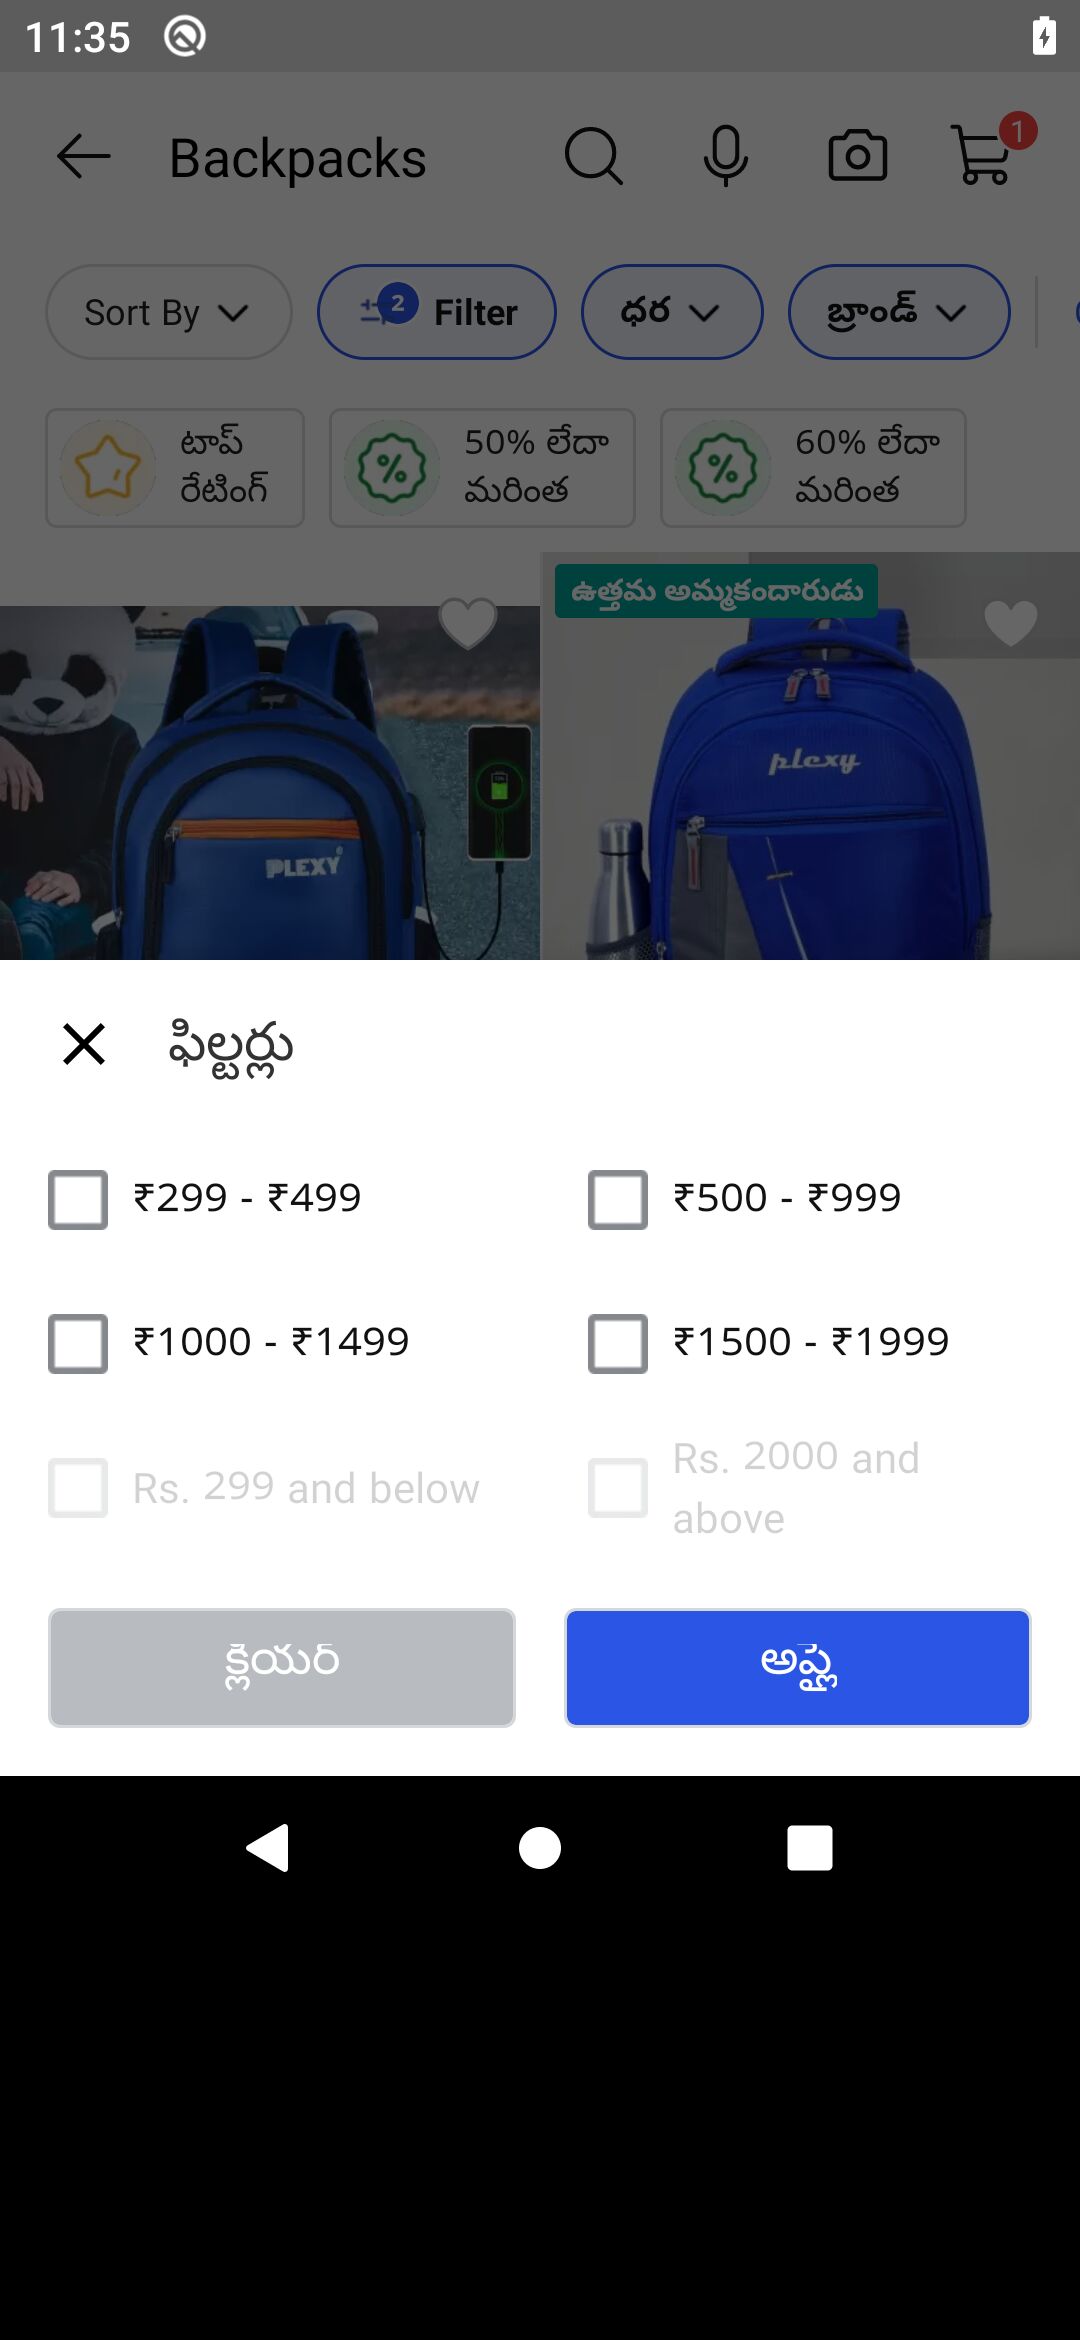 11:35
Backpacks
1
Sort By
2 Filter
ధర
బ్రాండ్
టాప్
రేటింగ్
50% లేదా
మరింత
60% లేదా
మరింత
ఉత్తమ అమ్మకందారుడు
PLEXY
plexy
ఫిల్టర్లు
₹299 - ₹499
₹500 - ₹999
₹1000 - ₹1499
₹1500 - ₹1999
Rs. 299 and below
Rs. 2000 and
above
క్లియర్
అప్లై